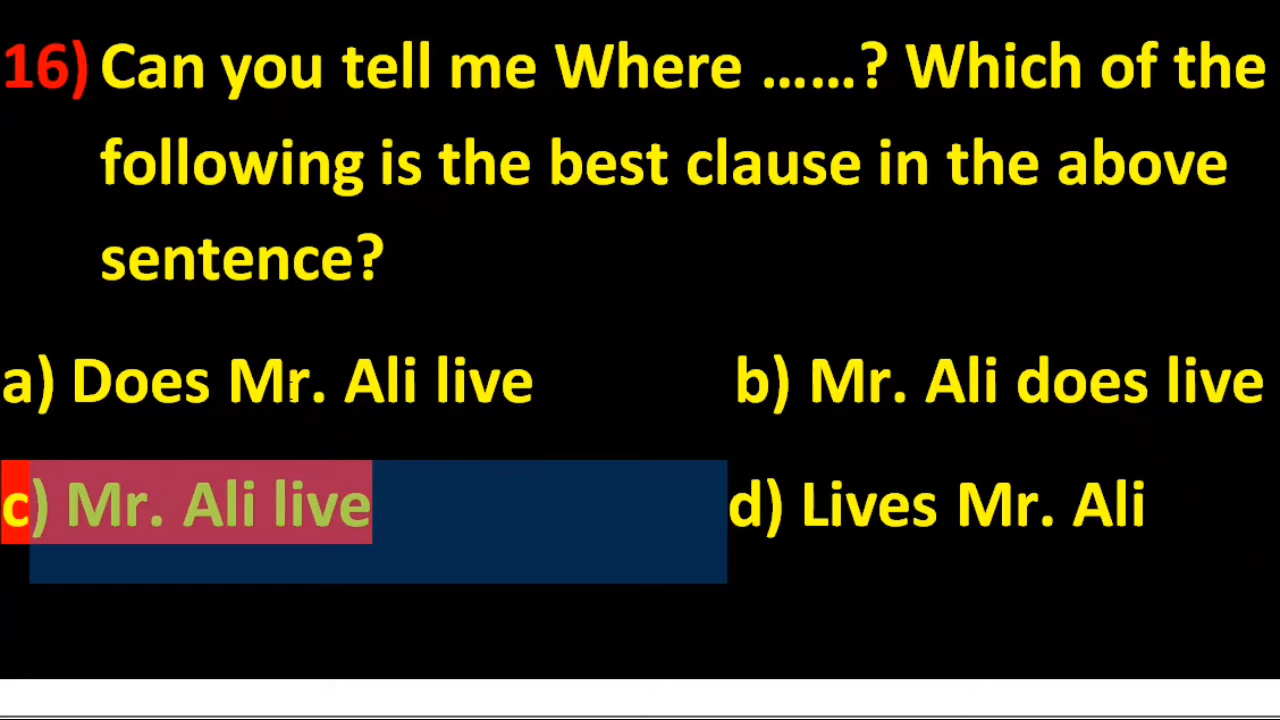 16) Can you tell me Where ……? Which of the
following is the best clause in the above
sentence?
a) Does Mr. Ali live b) Mr. Ali does live
c) Mr. Ali live d) Lives Mr. Ali